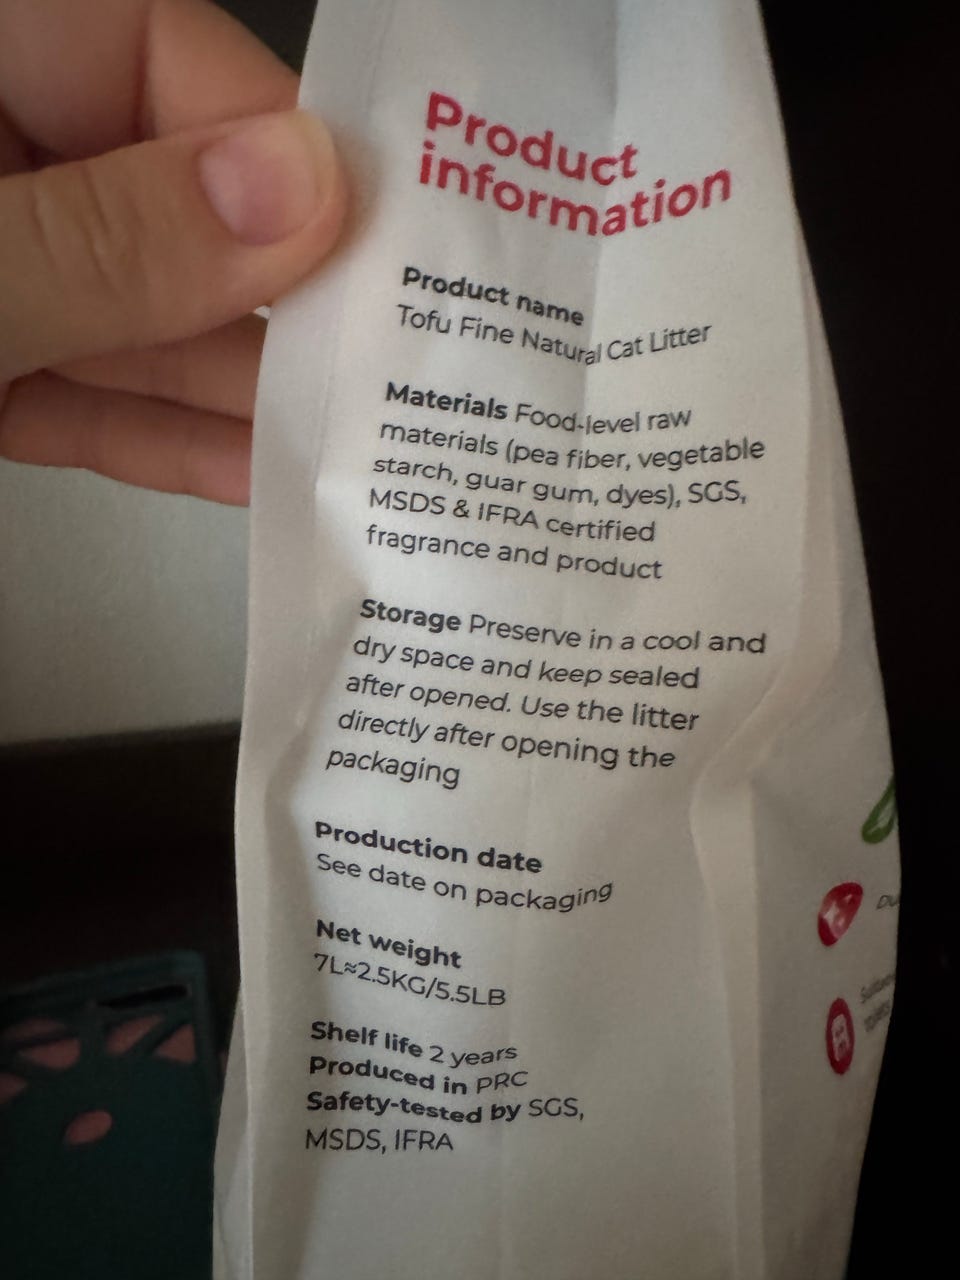 Product
information
Product name
Tofu Fine Natural Cat Litter
Materials Food-level raw
materials (pea fiber, vegetable
starch, guar gum, dyes), SGS,
MSDS & IFRA certified
fragrance and product
Storage Preserve in a cool and
dry space and keep sealed
after opened. Use the litter
directly after opening the
packaging
Production date
See date on packaging
Net weight
7L≈2.5KG/5.5LB
Shelf life 2 years
Produced in PRC
Safety-tested by SGS,
MSDS, IFRA